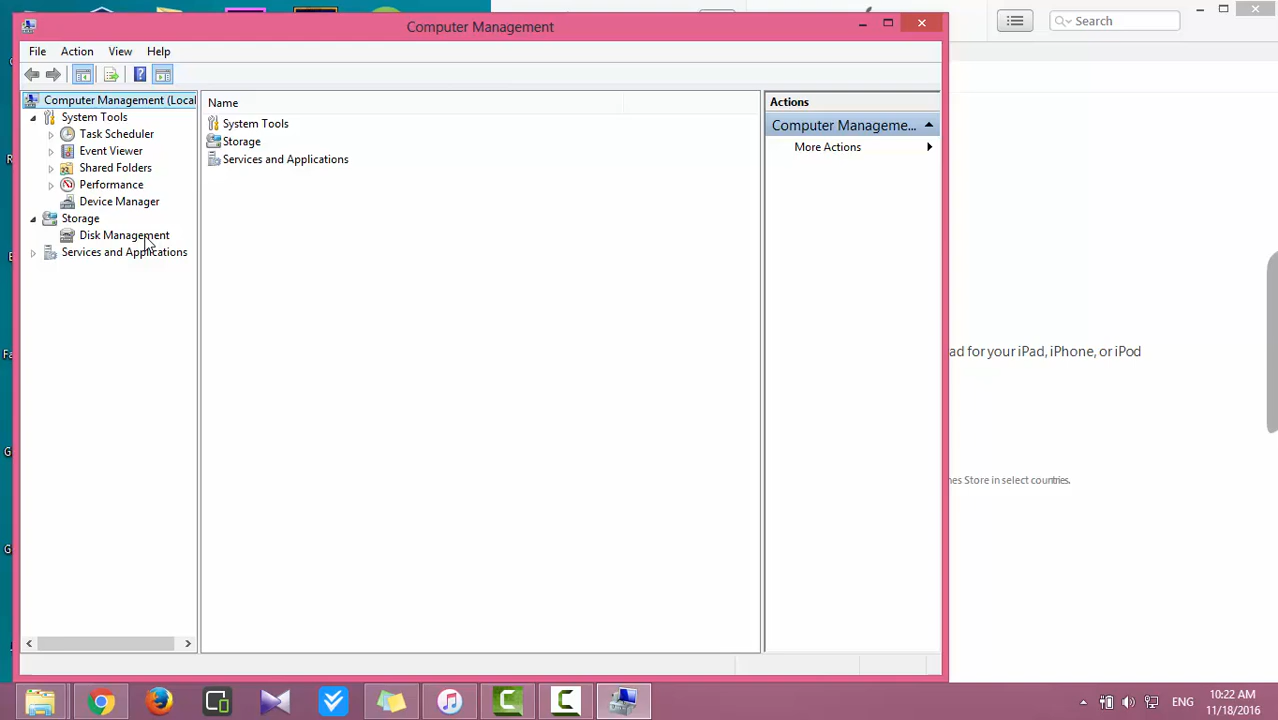 Computer Management
Search
File Action View Help
Computer Management (Local
System Tools
Task Scheduler
Event Viewer
Shared Folders
Performance
Device Manager
Storage
Disk Management
Services and Applications
Name
System Tools
Storage
Services and Applications
Actions
Computer Manageme...
More Actions
ad for your iPad, iPhone, or iPod
nes Store in select countries.
ENG
10:22 AM
11/18/2016